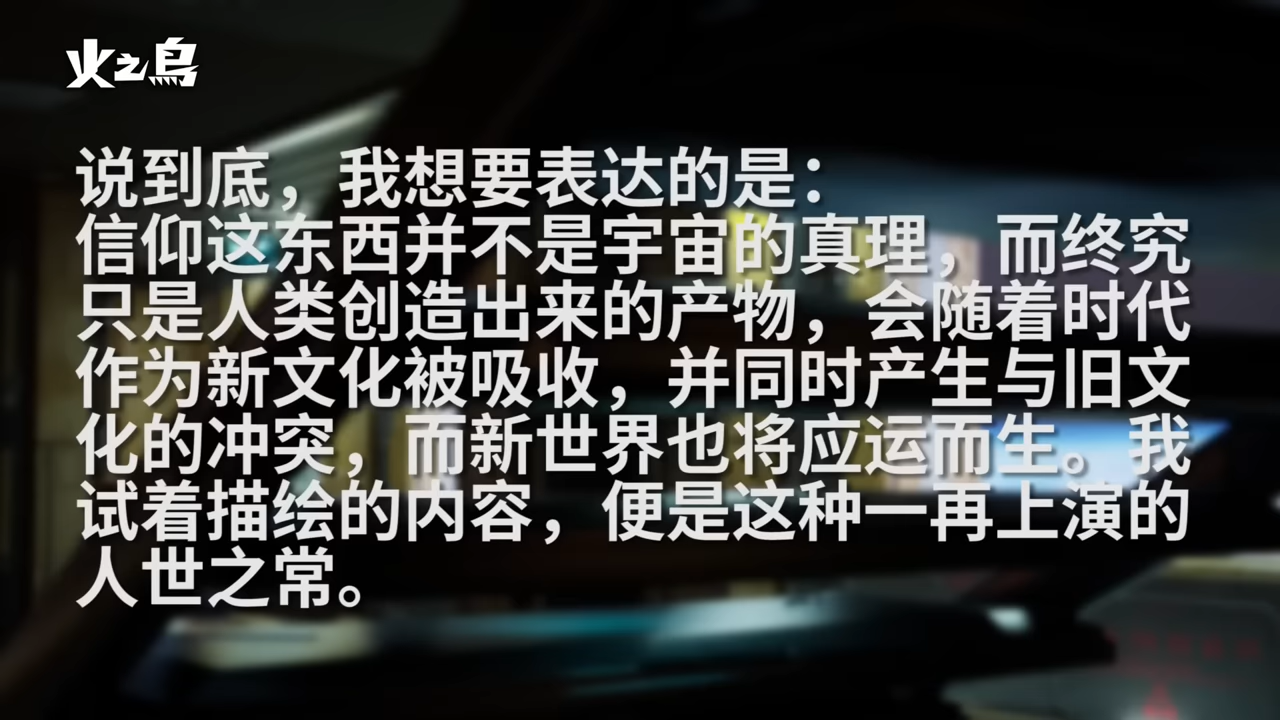 火之鸟
说到底，我想要表达的是：
信仰这东西并不是宇宙的真理，而终究
只是人类创造出来的产物，会随着时代
作为新文化被吸收，并同时产生与旧文
化的冲突，而新世界也将应运而生。我
试着描绘的内容，便是这种一再上演的
人世之常。